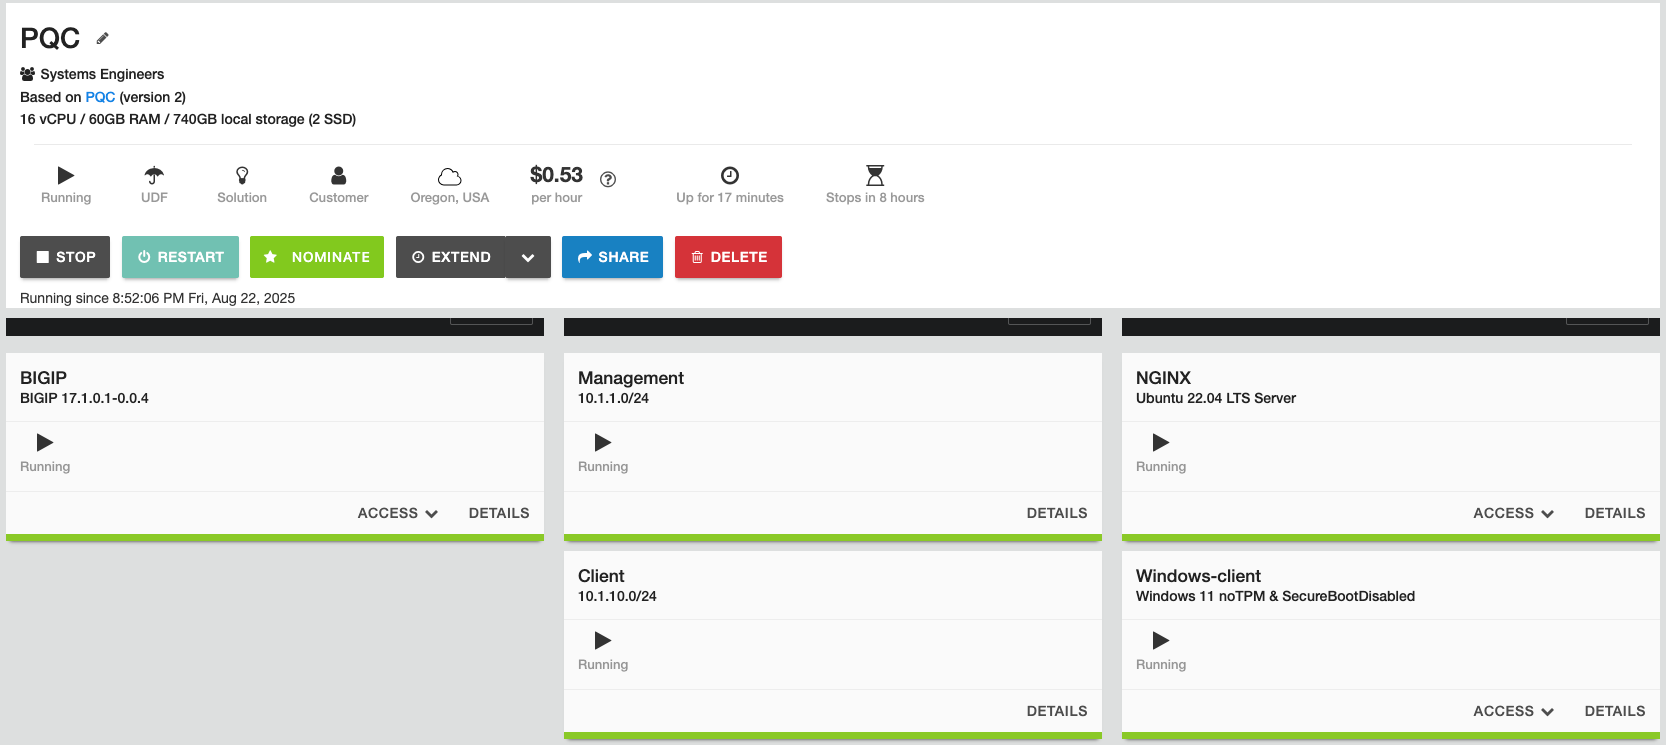 PQC
Systems Engineers
Based on PQC (version 2)
16 vCPU / 60GB RAM / 740GB local storage (2 SSD)
Running
UDF
Solution
Customer
Oregon, USA
$0.53
per hour
Up for 17 minutes
Stops in 8 hours
STOP
RESTART
NOMINATE
EXTEND
SHARE
DELETE
Running since 8:52:06 PM Fri, Aug 22, 2025
BIGIP
BIGIP 17.1.0.1-0.0.4
Running
ACCESS
DETAILS
Management
10.1.1.0/24
Running
DETAILS
NGINX
Ubuntu 22.04 LTS Server
Running
ACCESS
DETAILS
Client
10.1.10.0/24
Running
DETAILS
Windows-client
Windows 11 noTPM & SecureBootDisabled
Running
ACCESS
DETAILS